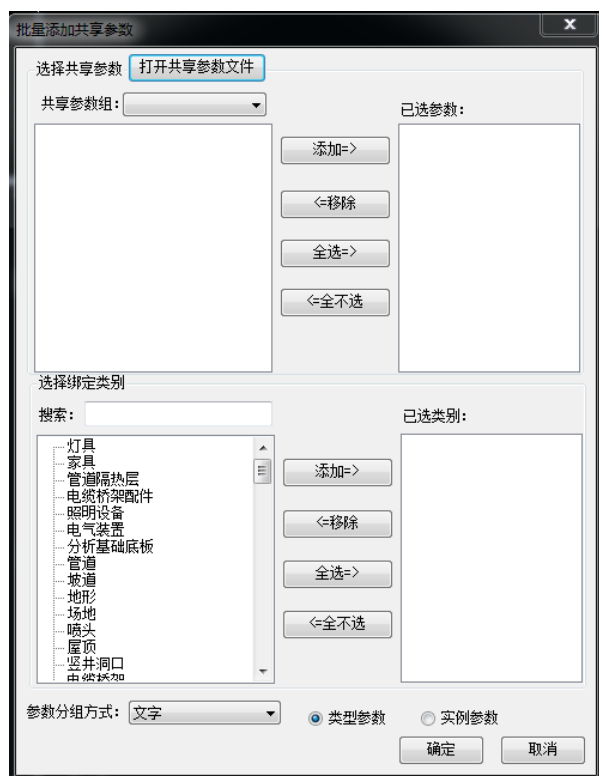 批量添加共享参数
选择共享参数 打开共享参数文件
共享参数组：
已选参数：
添加=>
<=移除
全选=>
<=全不选
选择绑定类别
搜索：
已选类别：
灯具
家具
管道隔热层
电缆桥架配件
照明设备
电气装置
分析基础底板
管道
坡道
地形
场地
喷头
屋顶
竖井洞口
电缆桥架
添加=>
<=移除
全选=>
<=全不选
参数分组方式： 文字 类型参数 实例参数
确定 取消